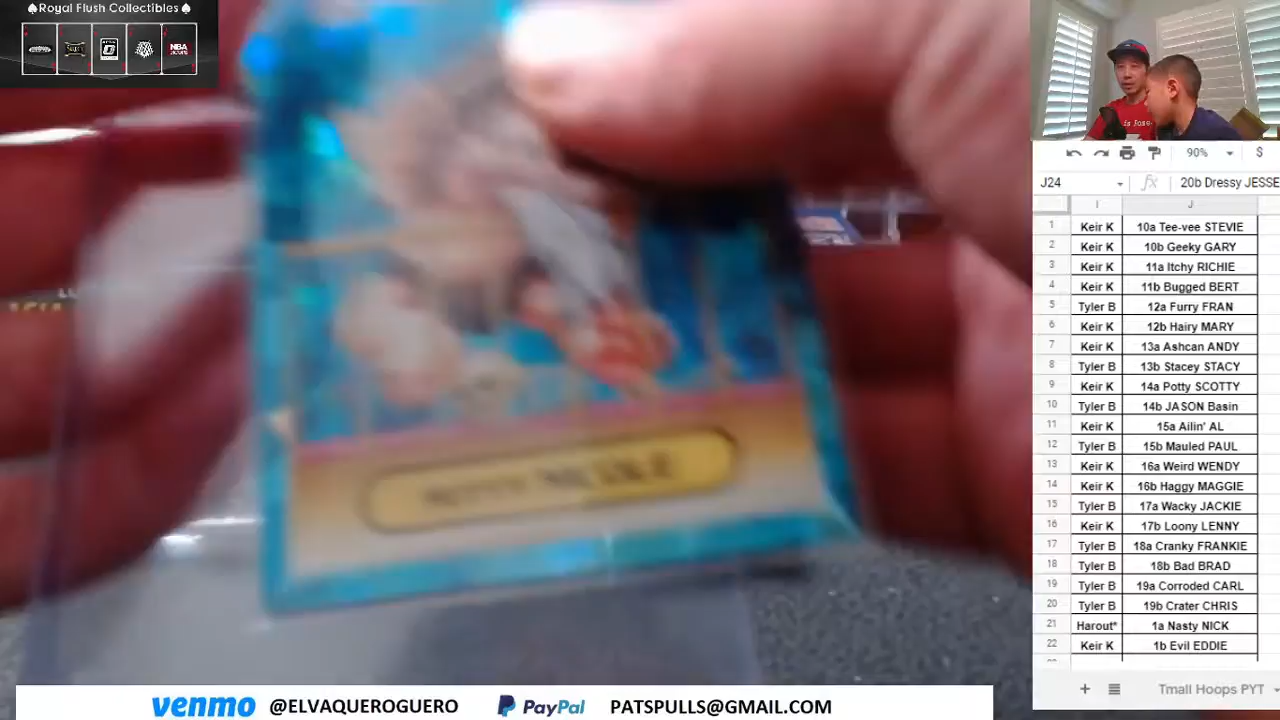 ♠Royal Flush Collectibles♠
SELECT
NBA
90%
$
J24
fx
20b Dressy JESSE
I
J
1 Keir K 10a Tee-vee STEVIE
2 Keir K 10b Geeky GARY
3 Keir K 11a Itchy RICHIE
4 Keir K 11b Bugged BERT
5 Tyler B 12a Furry FRAN
6 Keir K 12b Hairy MARY
7 Keir K 13a Ashcan ANDY
8 Tyler B 13b Stacey STACY
9 Keir K 14a Potty SCOTTY
10 Tyler B 14b JASON Basin
11 Keir K 15a Ailin' AL
12 Tyler B 15b Mauled PAUL
13 Keir K 16a Weird WENDY
14 Keir K 16b Haggy MAGGIE
15 Tyler B 17a Wacky JACKIE
16 Keir K 17b Loony LENNY
17 Tyler B 18a Cranky FRANKIE
18 Tyler B 18b Bad BRAD
19 Tyler B 19a Corroded CARL
20 Tyler B 19b Crater CHRIS
21 Harout* 1a Nasty NICK
22 Keir K 1b Evil EDDIE
+
Tmall Hoops PYT
venmo @ELVAQUEROGUERO PayPal PATSPULLS@GMAIL.COM